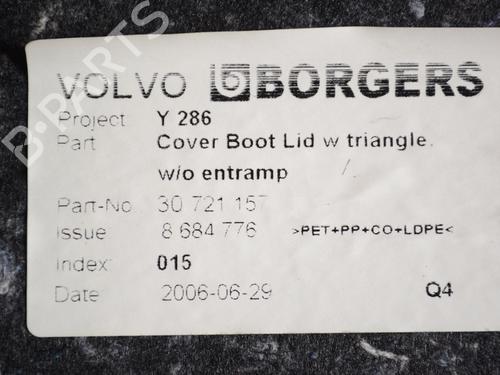 VOLVO BORGERS
Project Y 286
Part Cover Boot Lid w triangle
w/o entramp
Part-No. 30 721 157
Issue 8 684 776 >PET+PP+CO+LDPE<
Index 015
Date 2006-06-29 Q4
B-PARTS